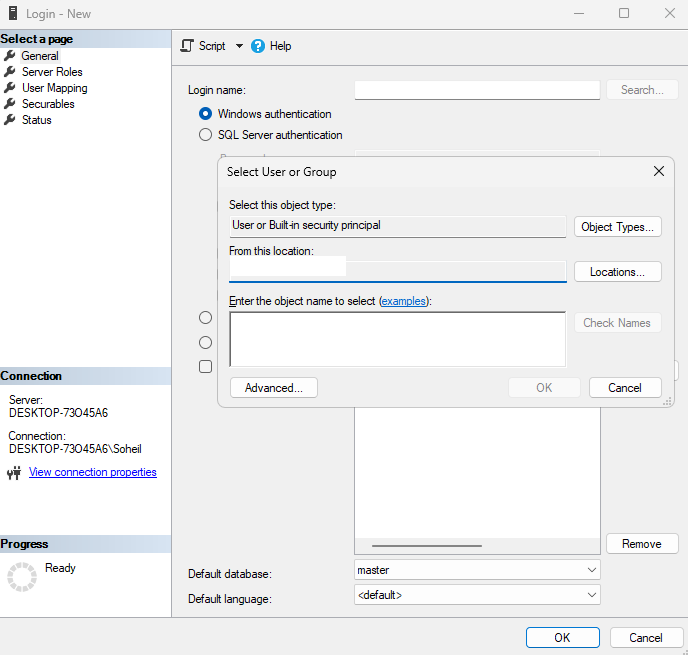 Login - New
Select a page
General
Server Roles
User Mapping
Securables
Status
Script
Help
Login name:
Search...
Windows authentication
SQL Server authentication
Select User or Group
Select this object type:
User or Built-in security principal
Object Types...
From this location:
Locations...
Enter the object name to select (examples):
Check Names
Advanced...
OK
Cancel
Connection
Server:
DESKTOP-73O45A6
Connection:
DESKTOP-73O45A6\Soheil
View connection properties
Remove
Progress
Ready
Default database:
master
Default language:
<default>
OK
Cancel